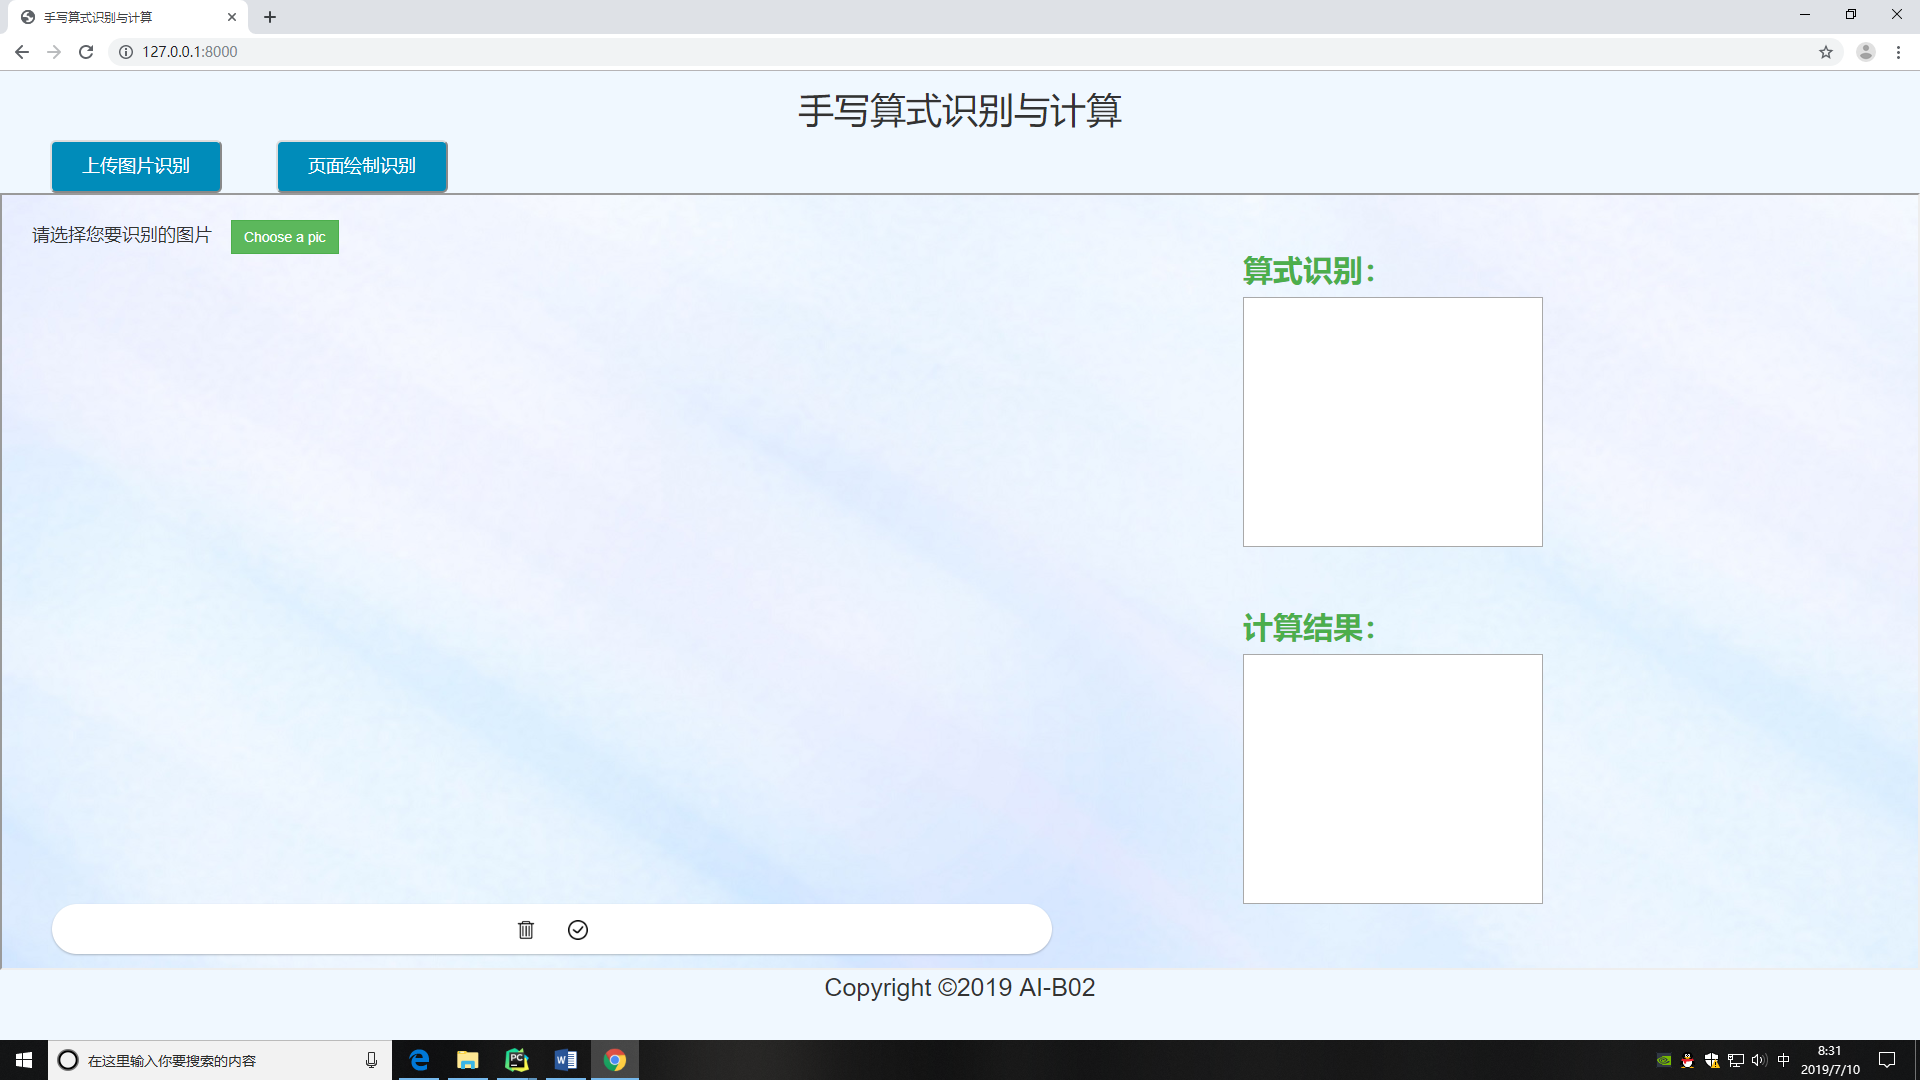 手写算式识别与计算
127.0.0.1:8000
手写算式识别与计算
上传图片识别
页面绘制识别
请选择您要识别的图片
Choose a pic
算式识别：
计算结果：
Copyright ©2019 AI-B02
在这里输入你要搜索的内容
PC
W
中
8:31
2019/7/10